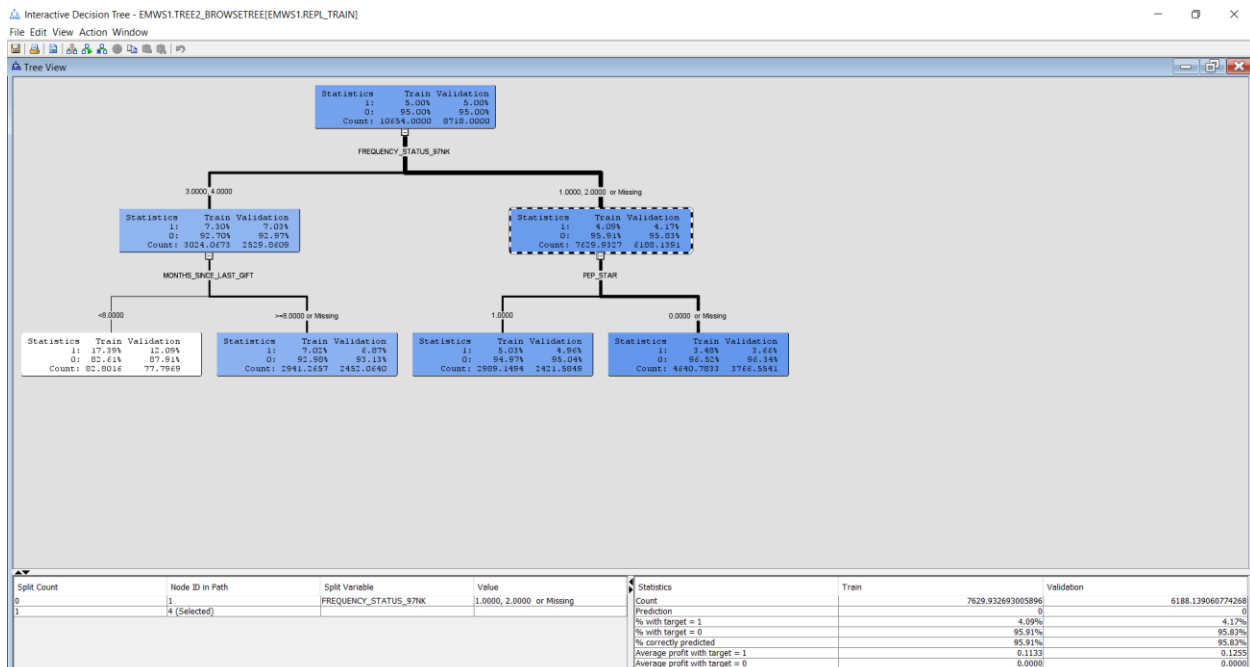 Interactive Decision Tree - EMWS1.TREE2_BROWSETREE[EMWS1.REPL_TRAIN]
File Edit View Action Window
Tree View
Statistics Train Validation
1: 5.00% 5.00%
0: 95.00% 95.00%
Count: 10654.0000 8718.0000
FREQUENCY_STATUS_97NK
3.0000, 4.0000
1.0000, 2.0000 or Missing
Statistics Train Validation
1: 7.30% 7.03%
0: 92.70% 92.97%
Count: 3024.0673 2529.8609
Statistics Train Validation
1: 4.09% 4.17%
0: 95.91% 95.83%
Count: 7629.9327 6188.1391
MONTHS_SINCE_LAST_GIFT
PEP_STAR
<8.0000
>=8.0000 or Missing
1.0000
0.0000 or Missing
Statistics Train Validation
1: 17.39% 12.09%
0: 82.61% 87.91%
Count: 82.8016 77.7969
Statistics Train Validation
1: 7.02% 6.87%
0: 92.98% 93.13%
Count: 2941.2657 2452.0640
Statistics Train Validation
1: 5.03% 4.96%
0: 94.97% 95.04%
Count: 2989.1494 2421.5849
Statistics Train Validation
1: 3.48% 3.66%
0: 96.52% 96.34%
Count: 4640.7833 3766.5541
Split Count Node ID in Path Split Variable Value
0 1 FREQUENCY_STATUS_97NK 1.0000, 2.0000 or Missing
1 4 (Selected)
Statistics Train Validation
Count 7629.932693005896 6188.139060774268
Prediction 0 0
% with target = 1 4.09% 4.17%
% with target = 0 95.91% 95.83%
% correctly predicted 95.91% 95.83%
Average profit with target = 1 0.1133 0.1255
Average profit with target = 0 0.0000 0.0000